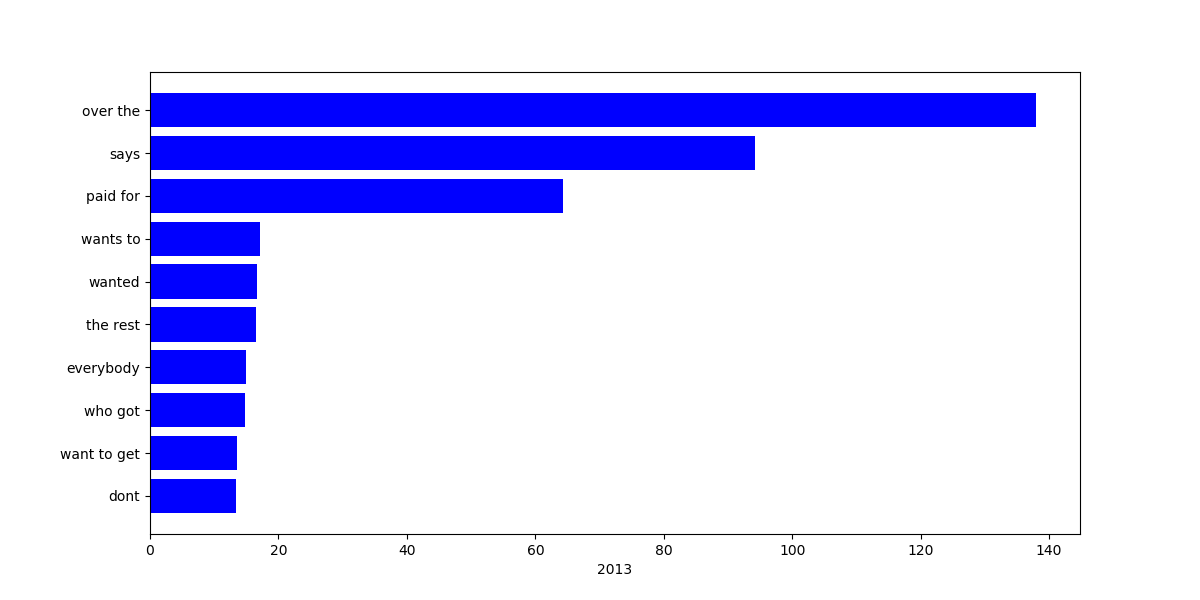 over the
says
paid for
wants to
wanted
the rest
everybody
who got
want to get
dont
0 20 40 60 80 100 120 140
2013